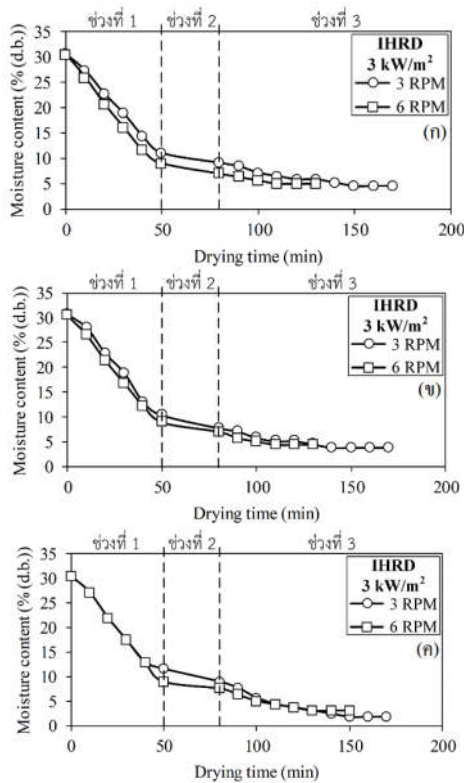 ช่วงที่ 1 ช่วงที่ 2 ช่วงที่ 3
35
30
25
20
15
10
5
0
Moisture content (% (d.b.))
IHRD
3 kW/m²
3 RPM
6 RPM
(ก)
0 50 100 150 200
Drying time (min)
ช่วงที่ 1 ช่วงที่ 2 ช่วงที่ 3
35
30
25
20
15
10
5
0
Moisture content (% (d.b.))
IHRD
3 kW/m²
3 RPM
6 RPM
(ข)
0 50 100 150 200
Drying time (min)
ช่วงที่ 1 ช่วงที่ 2 ช่วงที่ 3
35
30
25
20
15
10
5
0
Moisture content (% (d.b.))
IHRD
3 kW/m²
3 RPM
6 RPM
(ค)
0 50 100 150 200
Drying time (min)